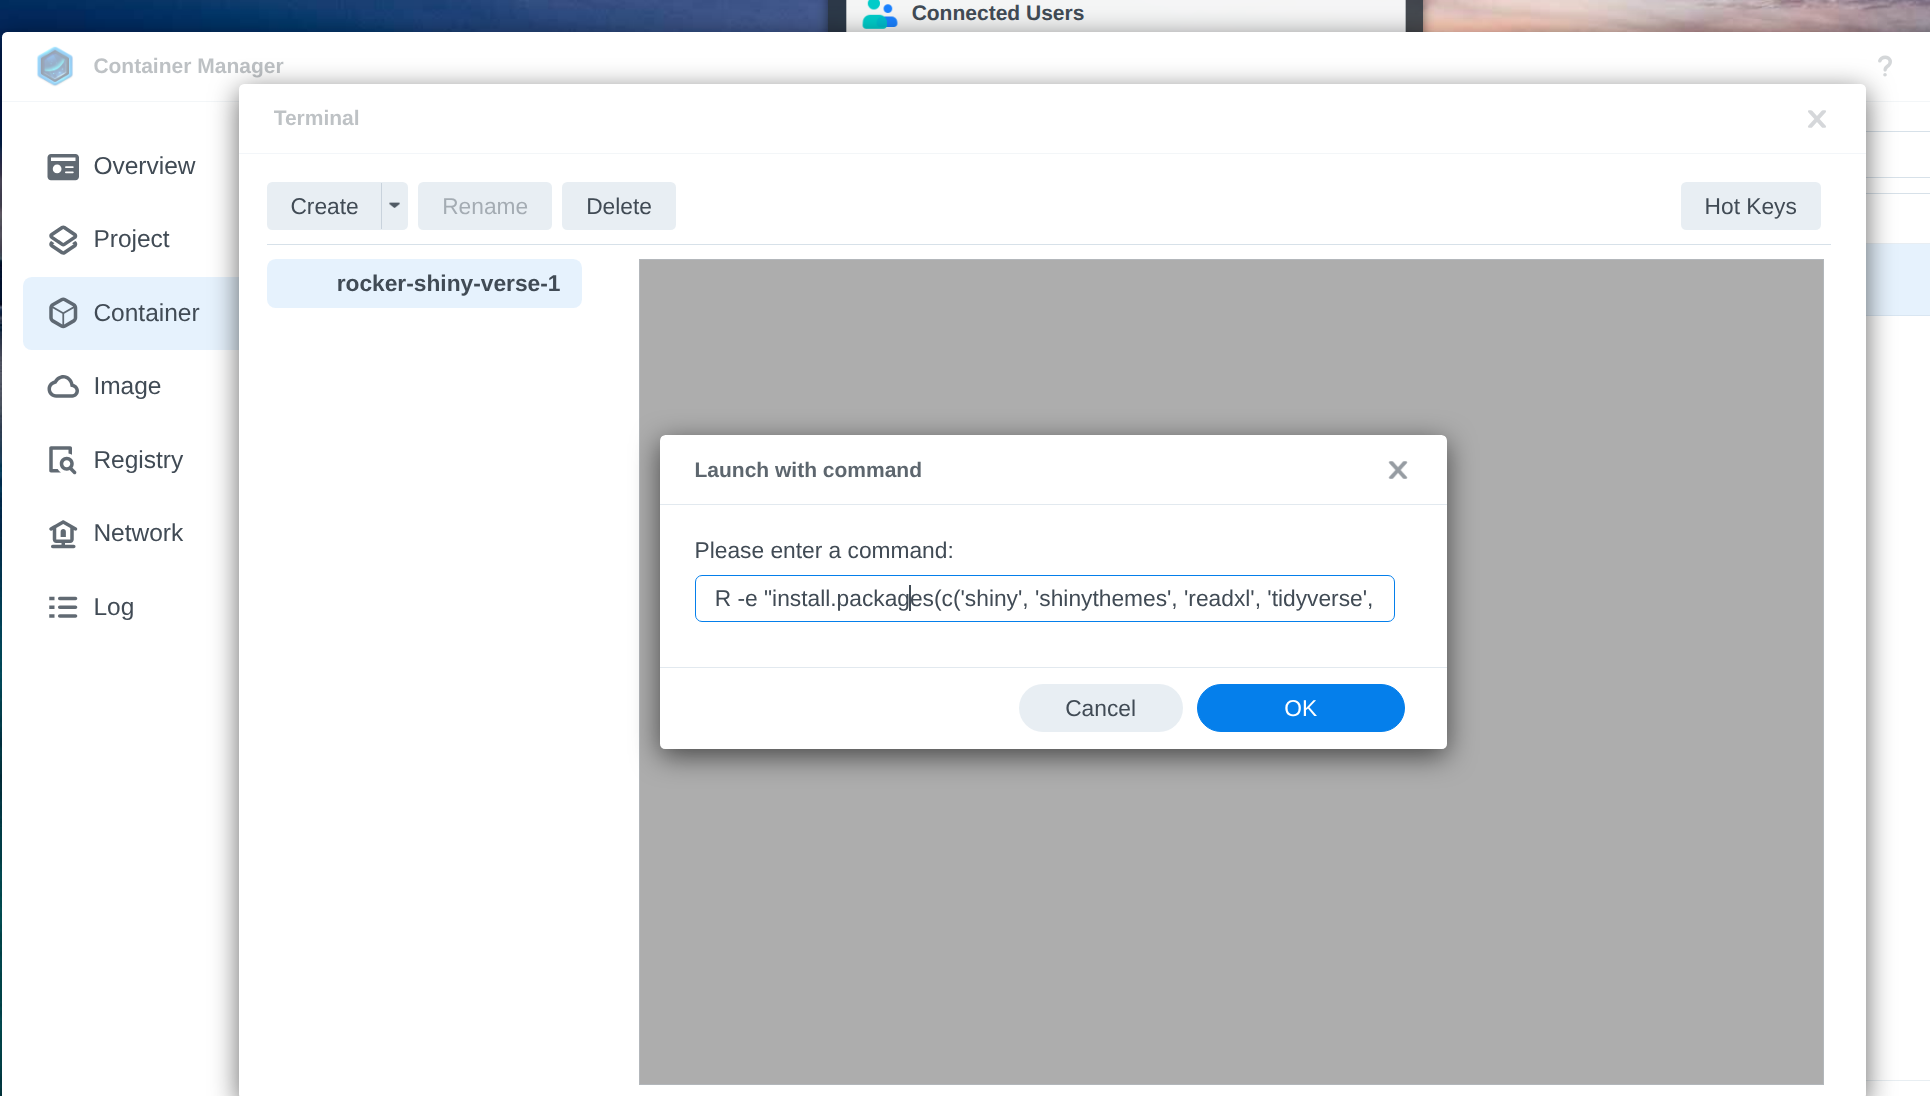 Connected Users
Container Manager
?
Terminal
Overview
Create
Rename
Delete
Hot Keys
Project
rocker-shiny-verse-1
Container
Image
Registry
Network
Log
Launch with command
Please enter a command:
R -e "install.packages(c('shiny', 'shinythemes', 'readxl', 'tidyverse',
Cancel
OK